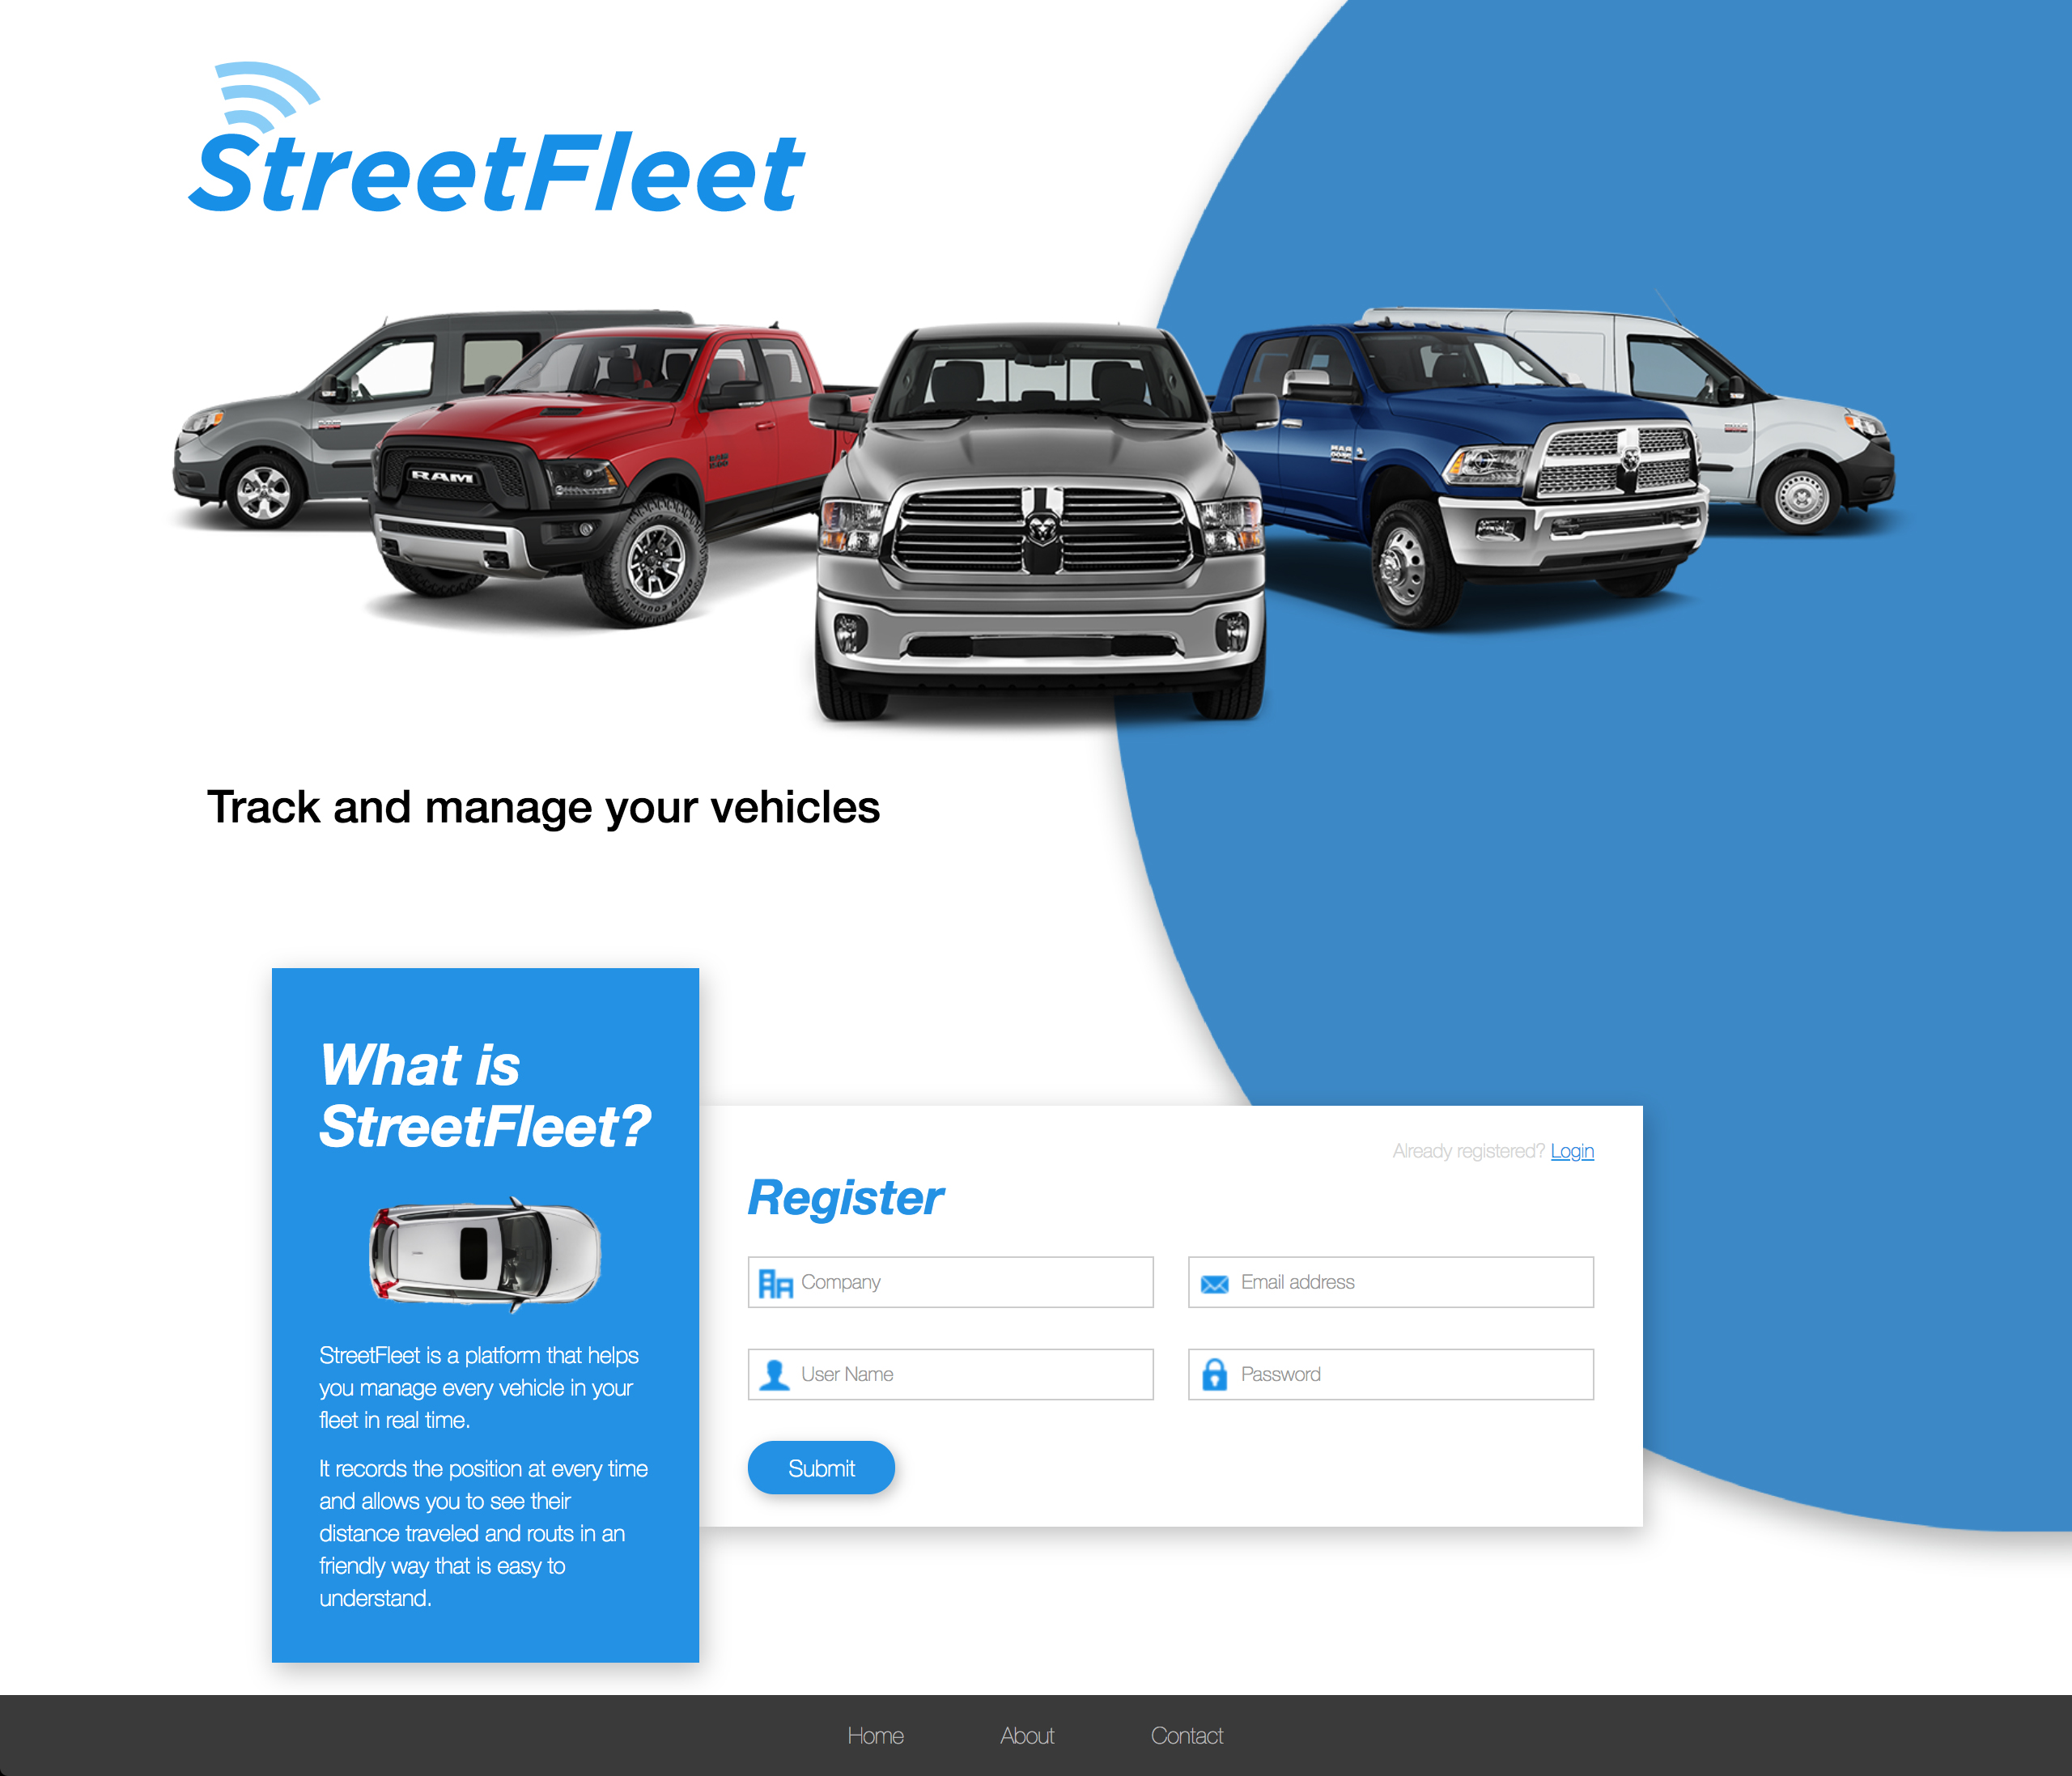 StreetFleet
RAM
Track and manage your vehicles
What is
StreetFleet?
StreetFleet is a platform that helps
you manage every vehicle in your
fleet in real time.
It records the position at every time
and allows you to see their
distance traveled and routs in an
friendly way that is easy to
understand.
Already registered? Login
Register
Company
Email address
User Name
Password
Submit
Home
About
Contact